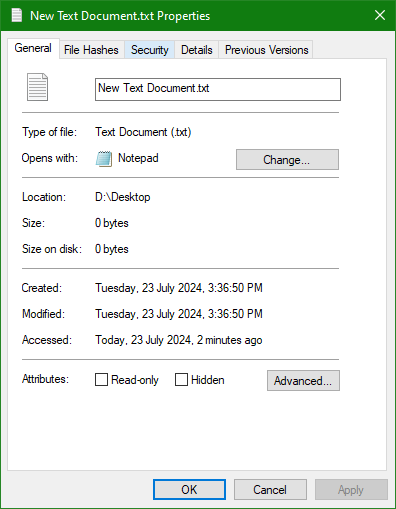 New Text Document.txt Properties
General File Hashes Security Details Previous Versions
New Text Document.txt
Type of file: Text Document (.txt)
Opens with: Notepad Change...
Location: D:\Desktop
Size: 0 bytes
Size on disk: 0 bytes
Created: Tuesday, 23 July 2024, 3:36:50 PM
Modified: Tuesday, 23 July 2024, 3:36:50 PM
Accessed: Today, 23 July 2024, 2 minutes ago
Attributes: Read-only Hidden Advanced...
OK Cancel Apply